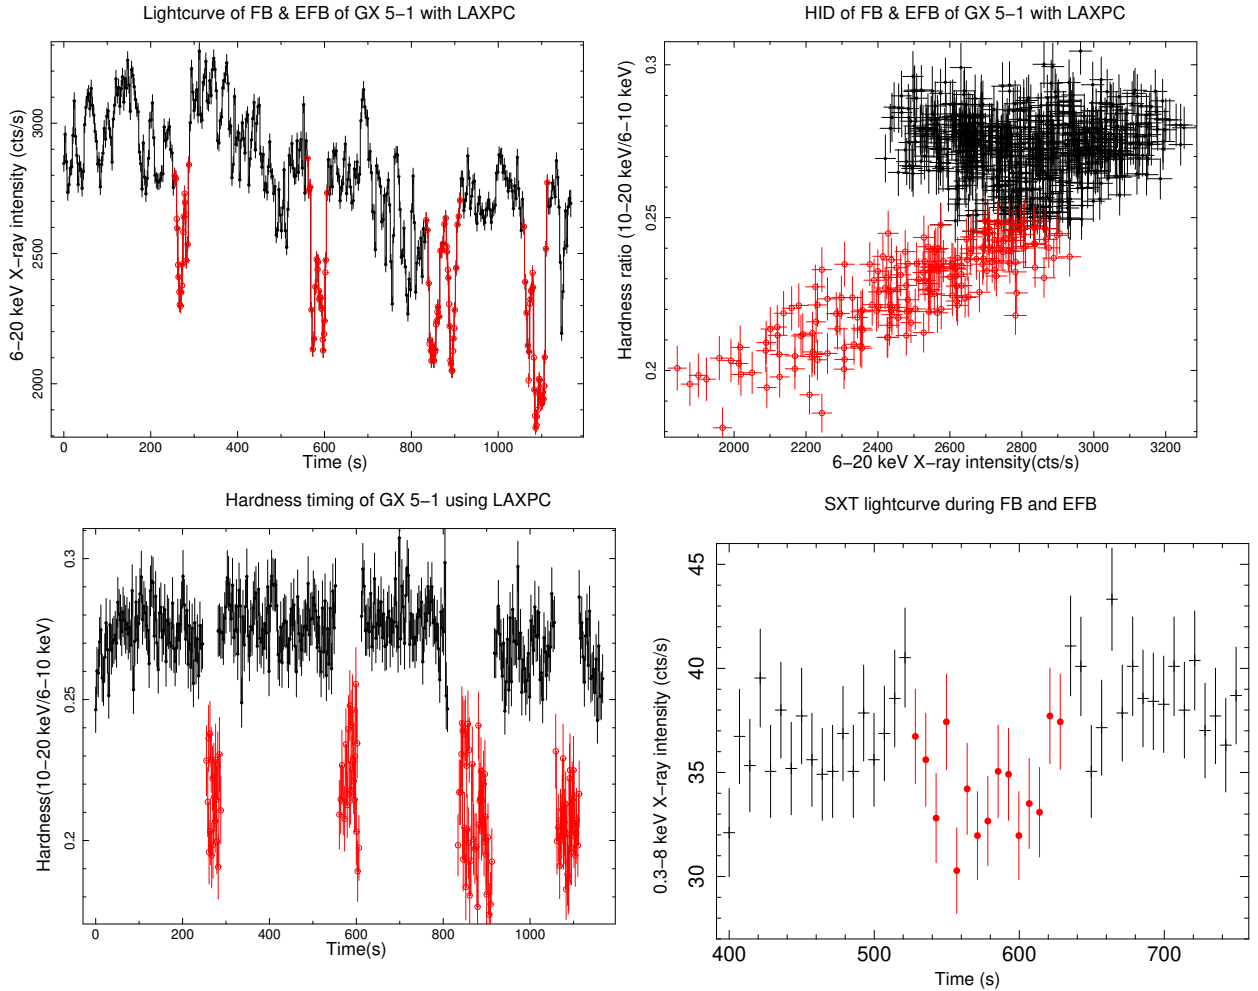 Lightcurve of FB & EFB of GX 5−1 with LAXPC
6−20 keV X−ray intensity (cts/s)
3000
2500
2000
0 200 400 600 800 1000
Time (s)
HID of FB & EFB of GX 5−1 with LAXPC
Hardness ratio (10−20 keV/6−10 keV)
0.3
0.25
0.2
2000 2200 2400 2600 2800 3000 3200
6−20 keV X−ray intensity(cts/s)
Hardness timing of GX 5−1 using LAXPC
Hardness(10−20 keV/6−10 keV)
0.3
0.25
0.2
0 200 400 600 800 1000
Time(s)
SXT lightcurve during FB and EFB
0.3−8 keV X−ray intensity (cts/s)
45
40
35
30
400 500 600 700
Time (s)